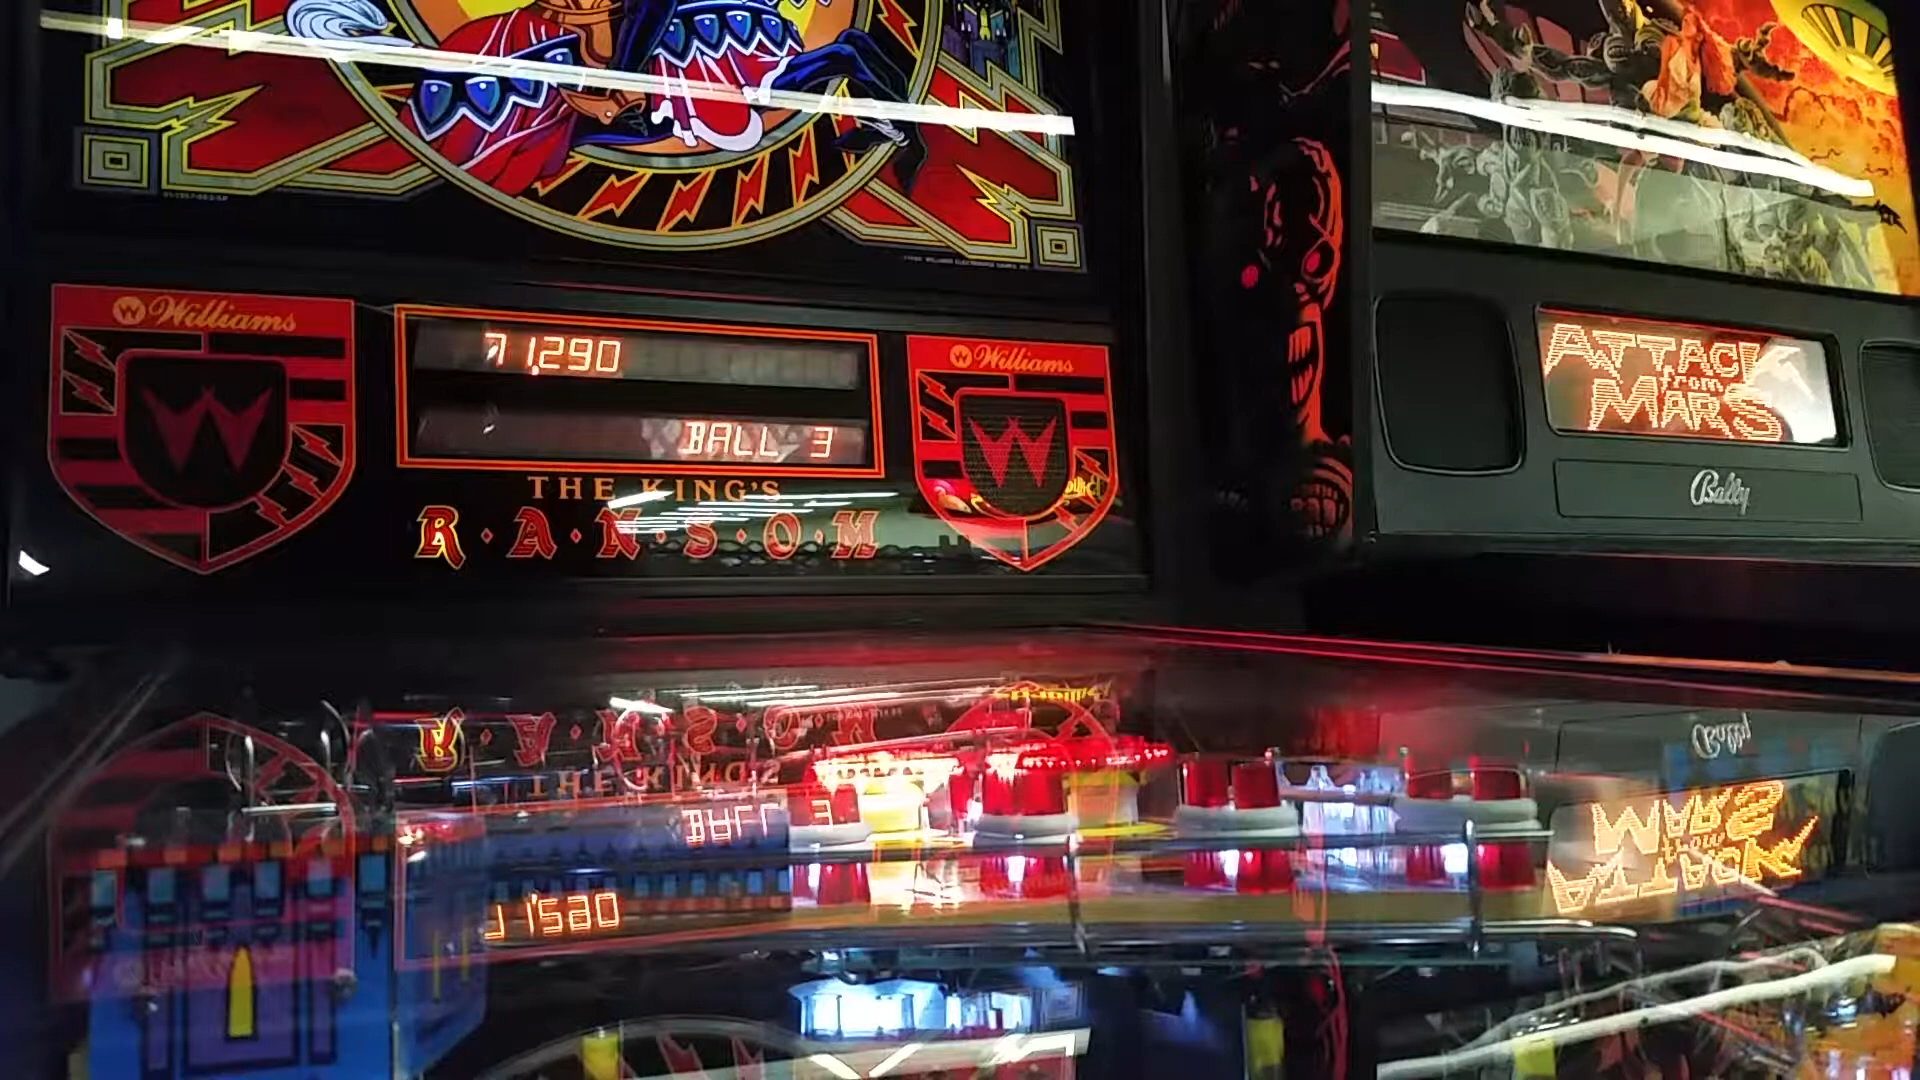 Williams
71,290
BALL 3
THE KING'S
R·A·N·S·O·M
Williams
ATTACK
from
MARS
Bally